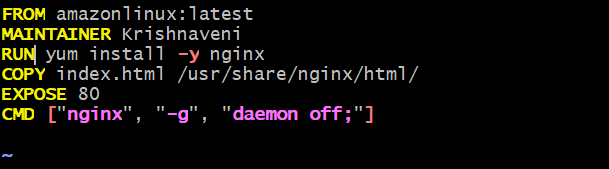 FROM amazonlinux:latest
MAINTAINER Krishnaveni
RUN yum install -y nginx
COPY index.html /usr/share/nginx/html/
EXPOSE 80
CMD ["nginx", "-g", "daemon off;"]
~